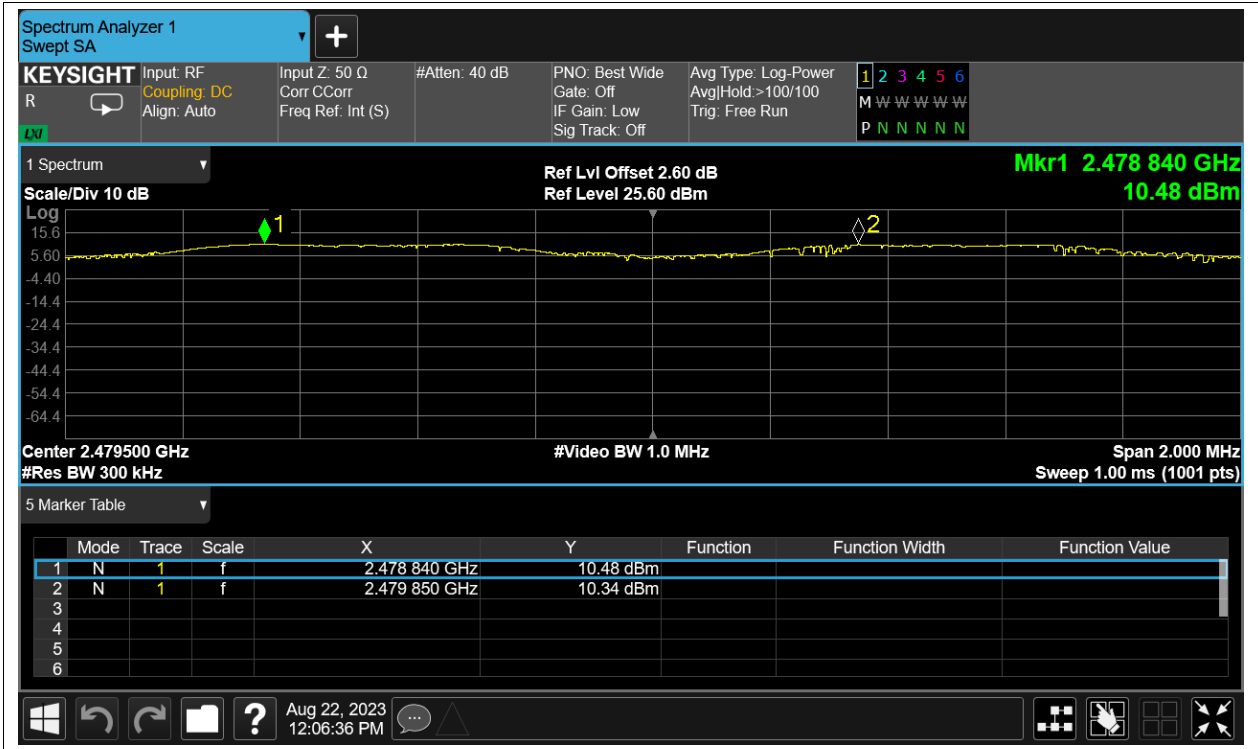 Spectrum Analyzer 1
Swept SA
KEYSIGHT
R
LXI
Input: RF
Coupling: DC
Align: Auto
Input Z: 50 Ω
Corr CCorr
Freq Ref: Int (S)
#Atten: 40 dB
PNO: Best Wide
Gate: Off
IF Gain: Low
Sig Track: Off
Avg Type: Log-Power
Avg|Hold:>100/100
Trig: Free Run
1 2 3 4 5 6
M W W W W W
P N N N N N
1 Spectrum
Scale/Div 10 dB
Ref Lvl Offset 2.60 dB
Ref Level 25.60 dBm
Mkr1 2.478 840 GHz
10.48 dBm
Log
15.6
5.60
-4.40
-14.4
-24.4
-34.4
-44.4
-54.4
-64.4
1
2
Center 2.479500 GHz
#Res BW 300 kHz
#Video BW 1.0 MHz
Span 2.000 MHz
Sweep 1.00 ms (1001 pts)
5 Marker Table
Mode Trace Scale X Y Function Function Width Function Value
1 N 1 f 2.478 840 GHz 10.48 dBm
2 N 1 f 2.479 850 GHz 10.34 dBm
3
4
5
6
?
Aug 22, 2023
12:06:36 PM